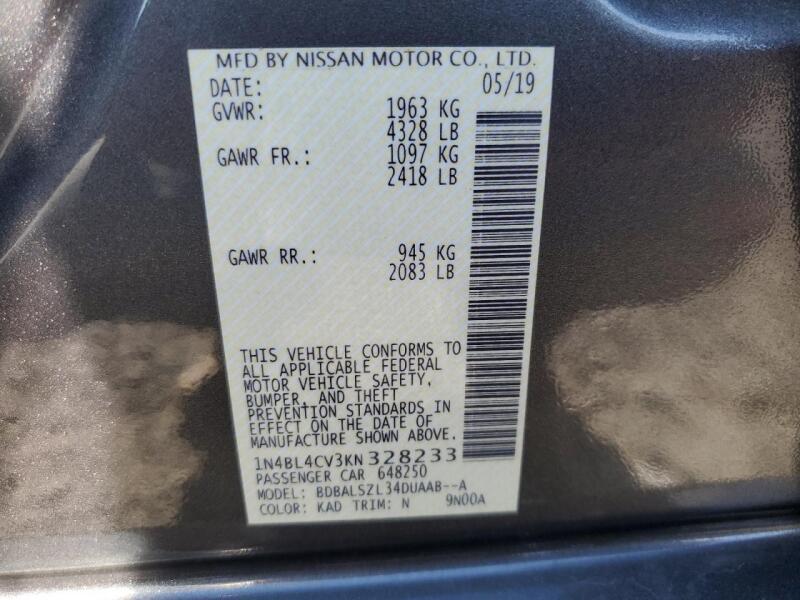 MFD BY NISSAN MOTOR CO., LTD.
DATE: 05/19
GVWR: 1963 KG
4328 LB
GAWR FR.: 1097 KG
2418 LB
GAWR RR.: 945 KG
2083 LB
THIS VEHICLE CONFORMS TO
ALL APPLICABLE FEDERAL
MOTOR VEHICLE SAFETY,
BUMPER, AND THEFT
PREVENTION STANDARDS IN
EFFECT ON THE DATE OF
MANUFACTURE SHOWN ABOVE.
1N4BL4CV3KN328233
PASSENGER CAR 648250
MODEL: BDBALSZL34DUAAB--A
COLOR: KAD TRIM: N 9N00A